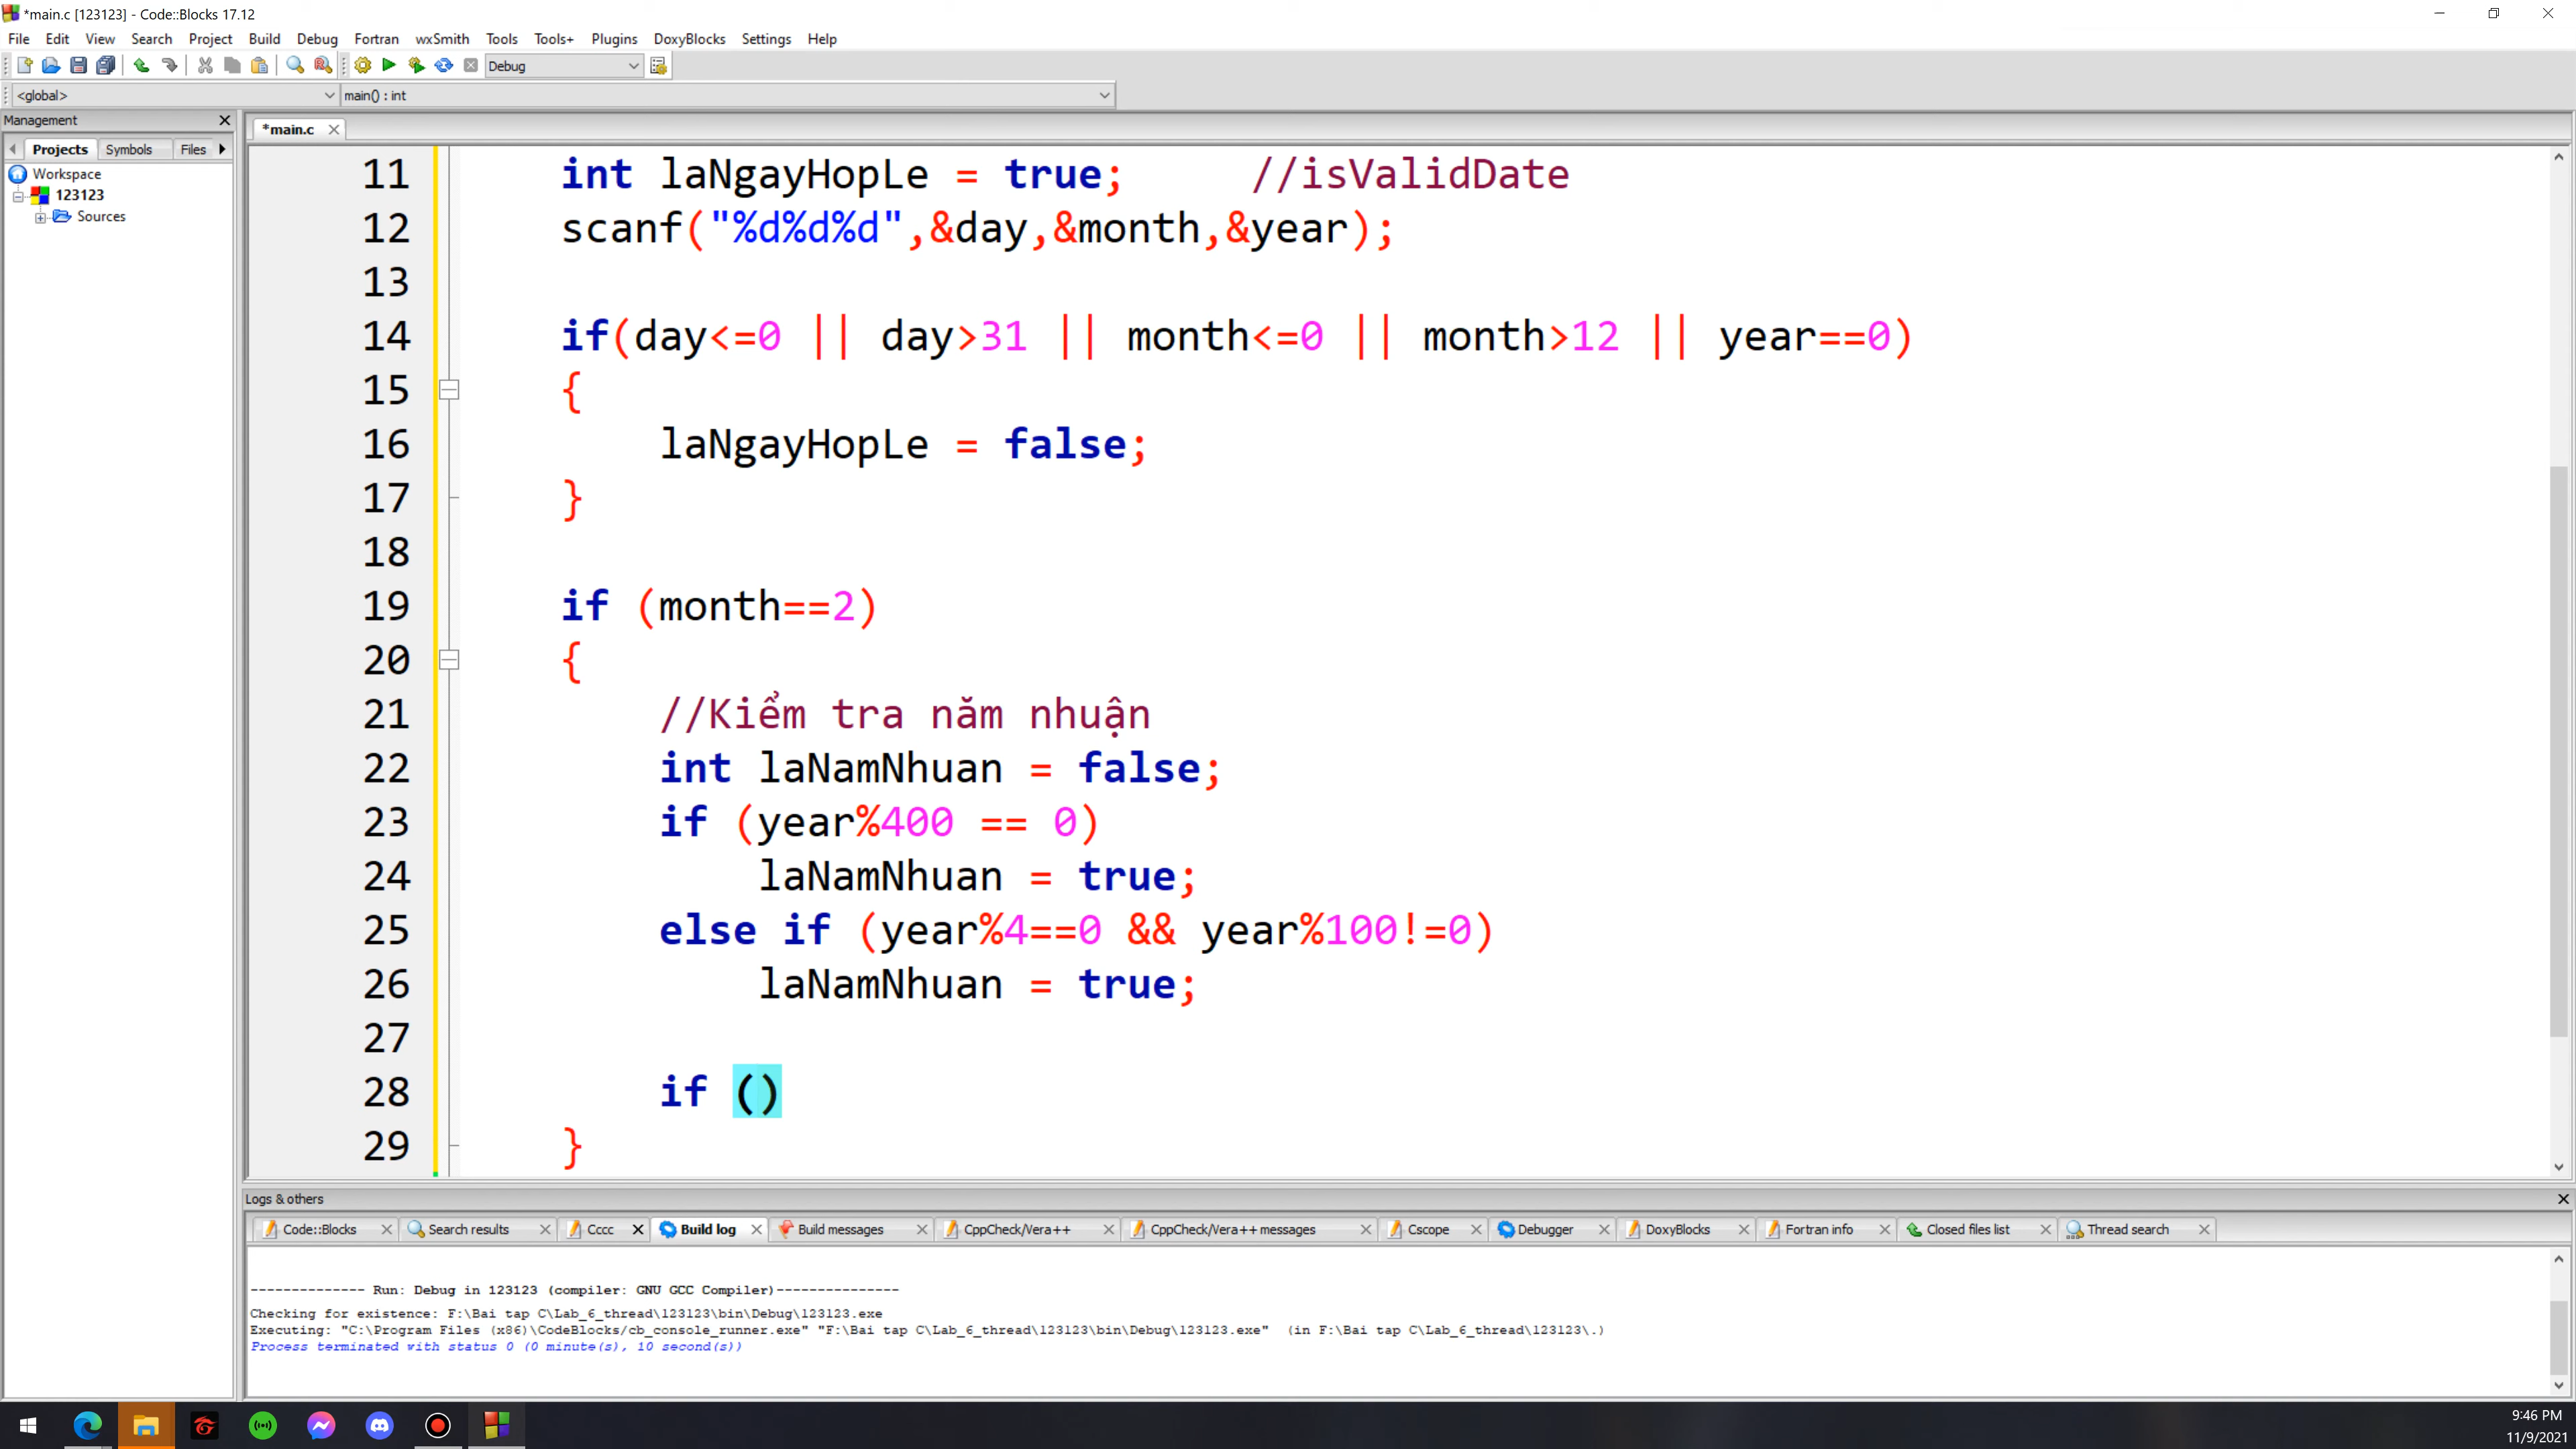 *main.c [123123] - Code::Blocks 17.12
File Edit View Search Project Build Debug Fortran wxSmith Tools Tools+ Plugins DoxyBlocks Settings Help
Debug
<global> main() : int
Management
*main.c
Projects Symbols Files
Workspace
123123
Sources
11 int laNgayHopLe = true; //isValidDate
12 scanf("%d%d%d",&day,&month,&year);
13
14 if(day<=0 || day>31 || month<=0 || month>12 || year==0)
15 {
16 laNgayHopLe = false;
17 }
18
19 if (month==2)
20 {
21 //Kiểm tra năm nhuận
22 int laNamNhuan = false;
23 if (year%400 == 0)
24 laNamNhuan = true;
25 else if (year%4==0 && year%100!=0)
26 laNamNhuan = true;
27
28 if ()
29 }
Logs & others
Code::Blocks Search results Cccc Build log Build messages CppCheck/Vera++ CppCheck/Vera++ messages Cscope Debugger DoxyBlocks Fortran info Closed files list Thread search
-------------- Run: Debug in 123123 (compiler: GNU GCC Compiler)---------------
Checking for existence: F:\Bai tap C\Lab_6_thread\123123\bin\Debug\123123.exe
Executing: "C:\Program Files (x86)\CodeBlocks/cb_console_runner.exe" "F:\Bai tap C\Lab_6_thread\123123\bin\Debug\123123.exe"  (in F:\Bai tap C\Lab_6_thread\123123\.)
Process terminated with status 0 (0 minute(s), 10 second(s))
9:46 PM
11/9/2021